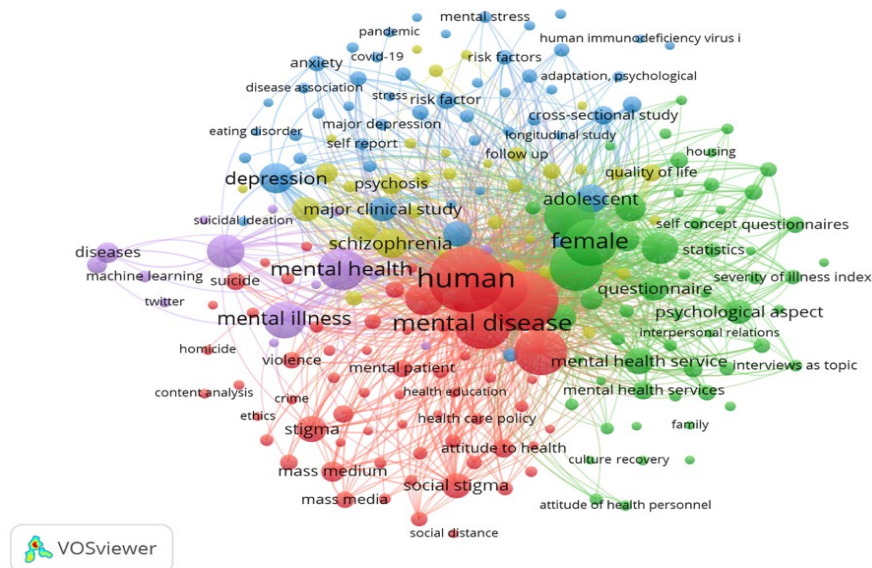 mental stress
pandemic
human immunodeficiency virus i
covid-19
risk factors
anxiety
adaptation, psychological
disease association
stress
risk factor
cross-sectional study
major depression
eating disorder
longitudinal study
self report
follow up
housing
quality of life
depression
psychosis
adolescent
major clinical study
suicidal ideation
self concept
questionnaires
female
schizophrenia
statistics
diseases
mental health
human
machine learning
suicide
severity of illness index
questionnaire
twitter
mental illness
mental disease
psychological aspect
interpersonal relations
homicide
violence
mental patient
mental health service
interviews as topic
content analysis
crime
health education
mental health services
ethics
health care policy
stigma
family
attitude to health
mass medium
culture
recovery
social stigma
mass media
attitude of health personnel
social distance
VOSviewer